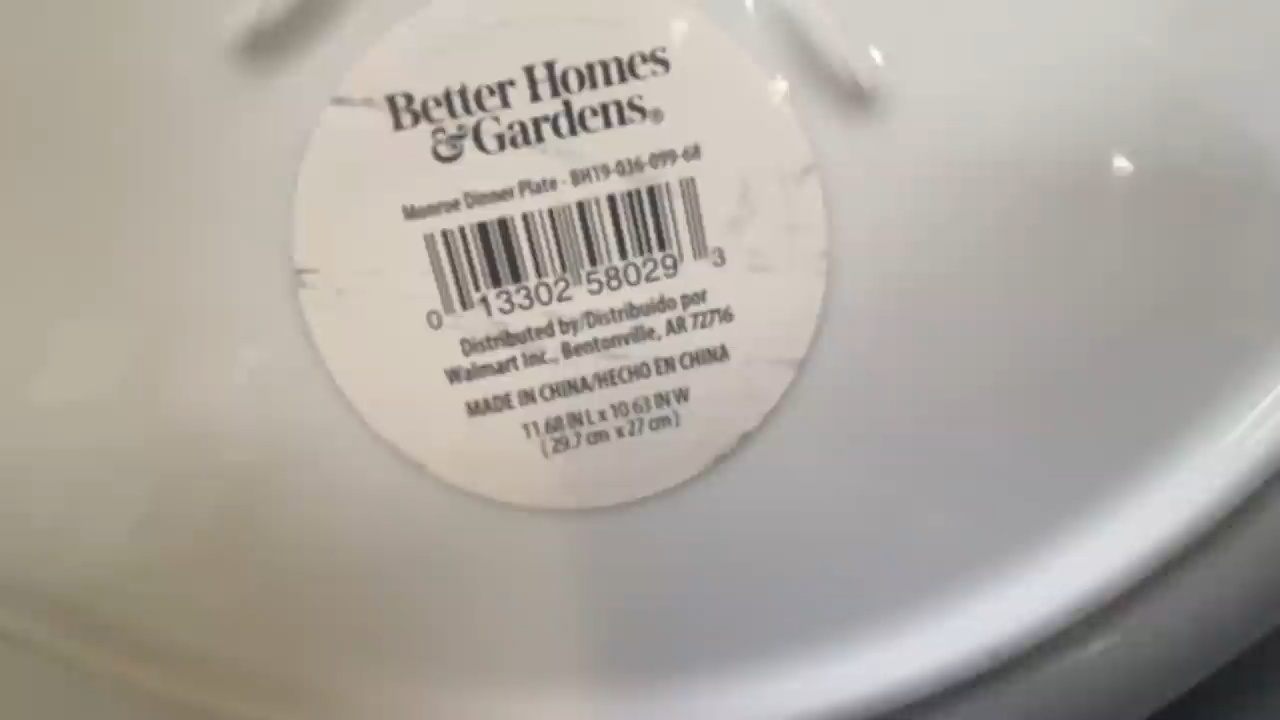 Better Homes
& Gardens®
Monroe Dinner Plate - BH19-036-099-68
0 13302 58029 3
Distributed by/Distribuido por
Walmart Inc., Bentonville, AR 72716
MADE IN CHINA/HECHO EN CHINA
11.68 IN L x 10.63 IN W
(29.7 cm x 27 cm)